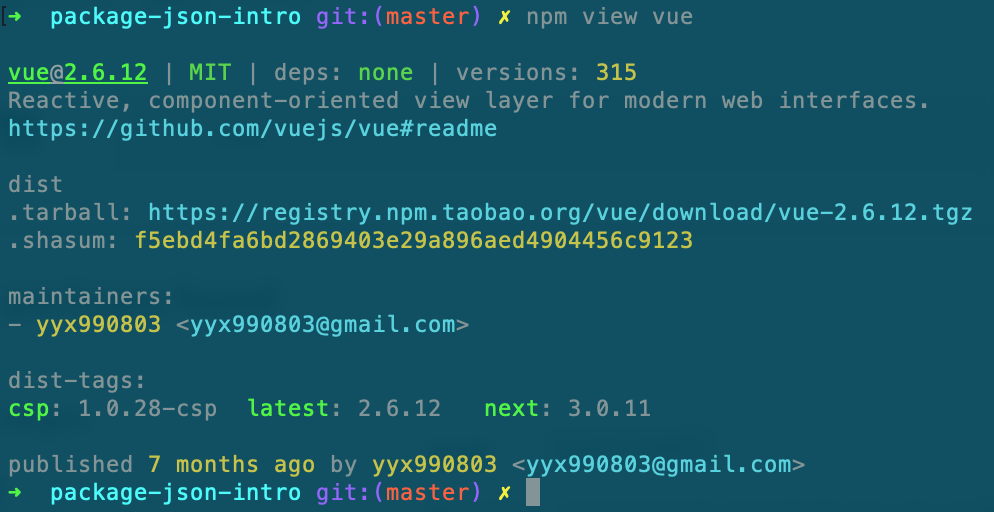 ➜ package-json-intro git:(master) ✗ npm view vue
vue@2.6.12 | MIT | deps: none | versions: 315
Reactive, component-oriented view layer for modern web interfaces.
https://github.com/vuejs/vue#readme
dist
.tarball: https://registry.npm.taobao.org/vue/download/vue-2.6.12.tgz
.shasum: f5ebd4fa6bd2869403e29a896aed4904456c9123
maintainers:
- yyx990803 <yyx990803@gmail.com>
dist-tags:
csp: 1.0.28-csp latest: 2.6.12 next: 3.0.11
published 7 months ago by yyx990803 <yyx990803@gmail.com>
➜ package-json-intro git:(master) ✗